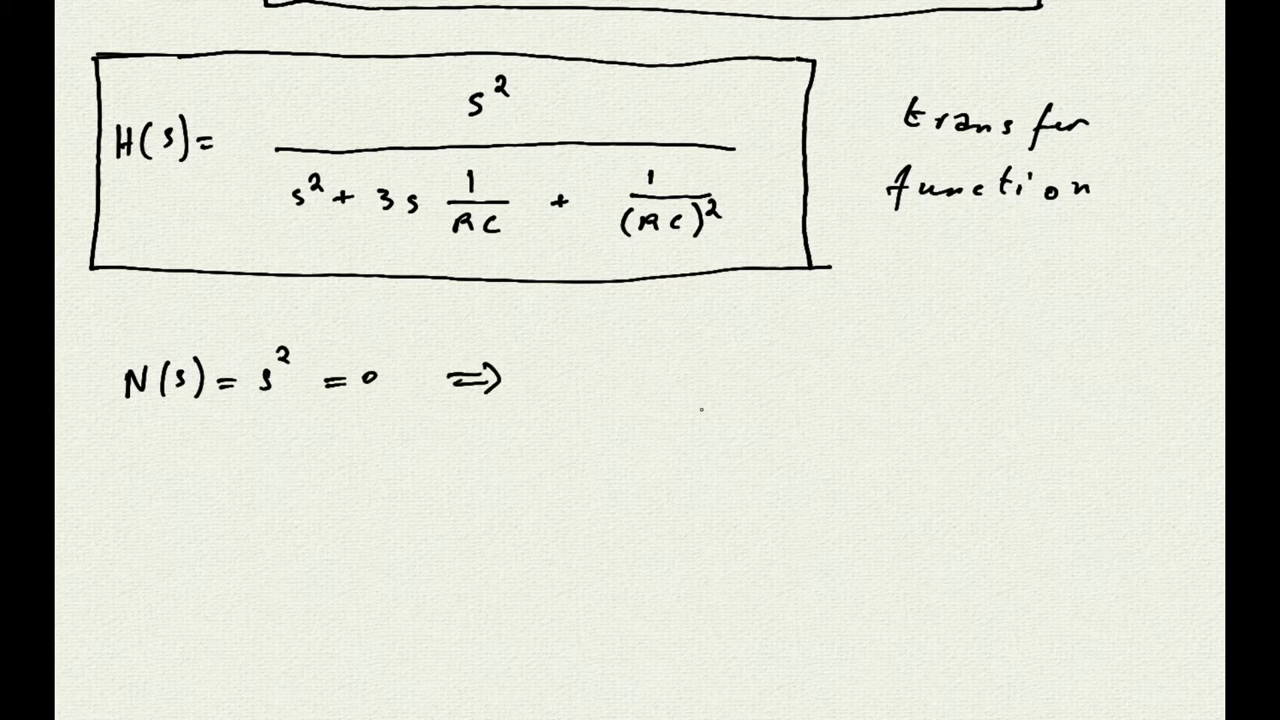 H(s) = s² / (s² + 3s 1/RC + 1/(RC)²)
transfer
function
N(s) = s² = 0 ⇒